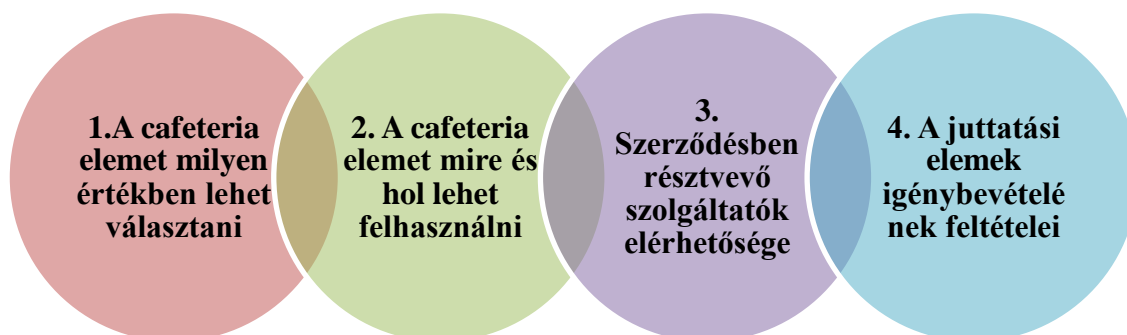 1.A cafeteria
elemet milyen
értékben lehet
választani
2. A cafeteria
elemet mire és
hol lehet
felhasználni
3.
Szerződésben
résztvevő
szolgáltatók
elérhetősége
4. A juttatási
elemek
igénybevételé
nek feltételei